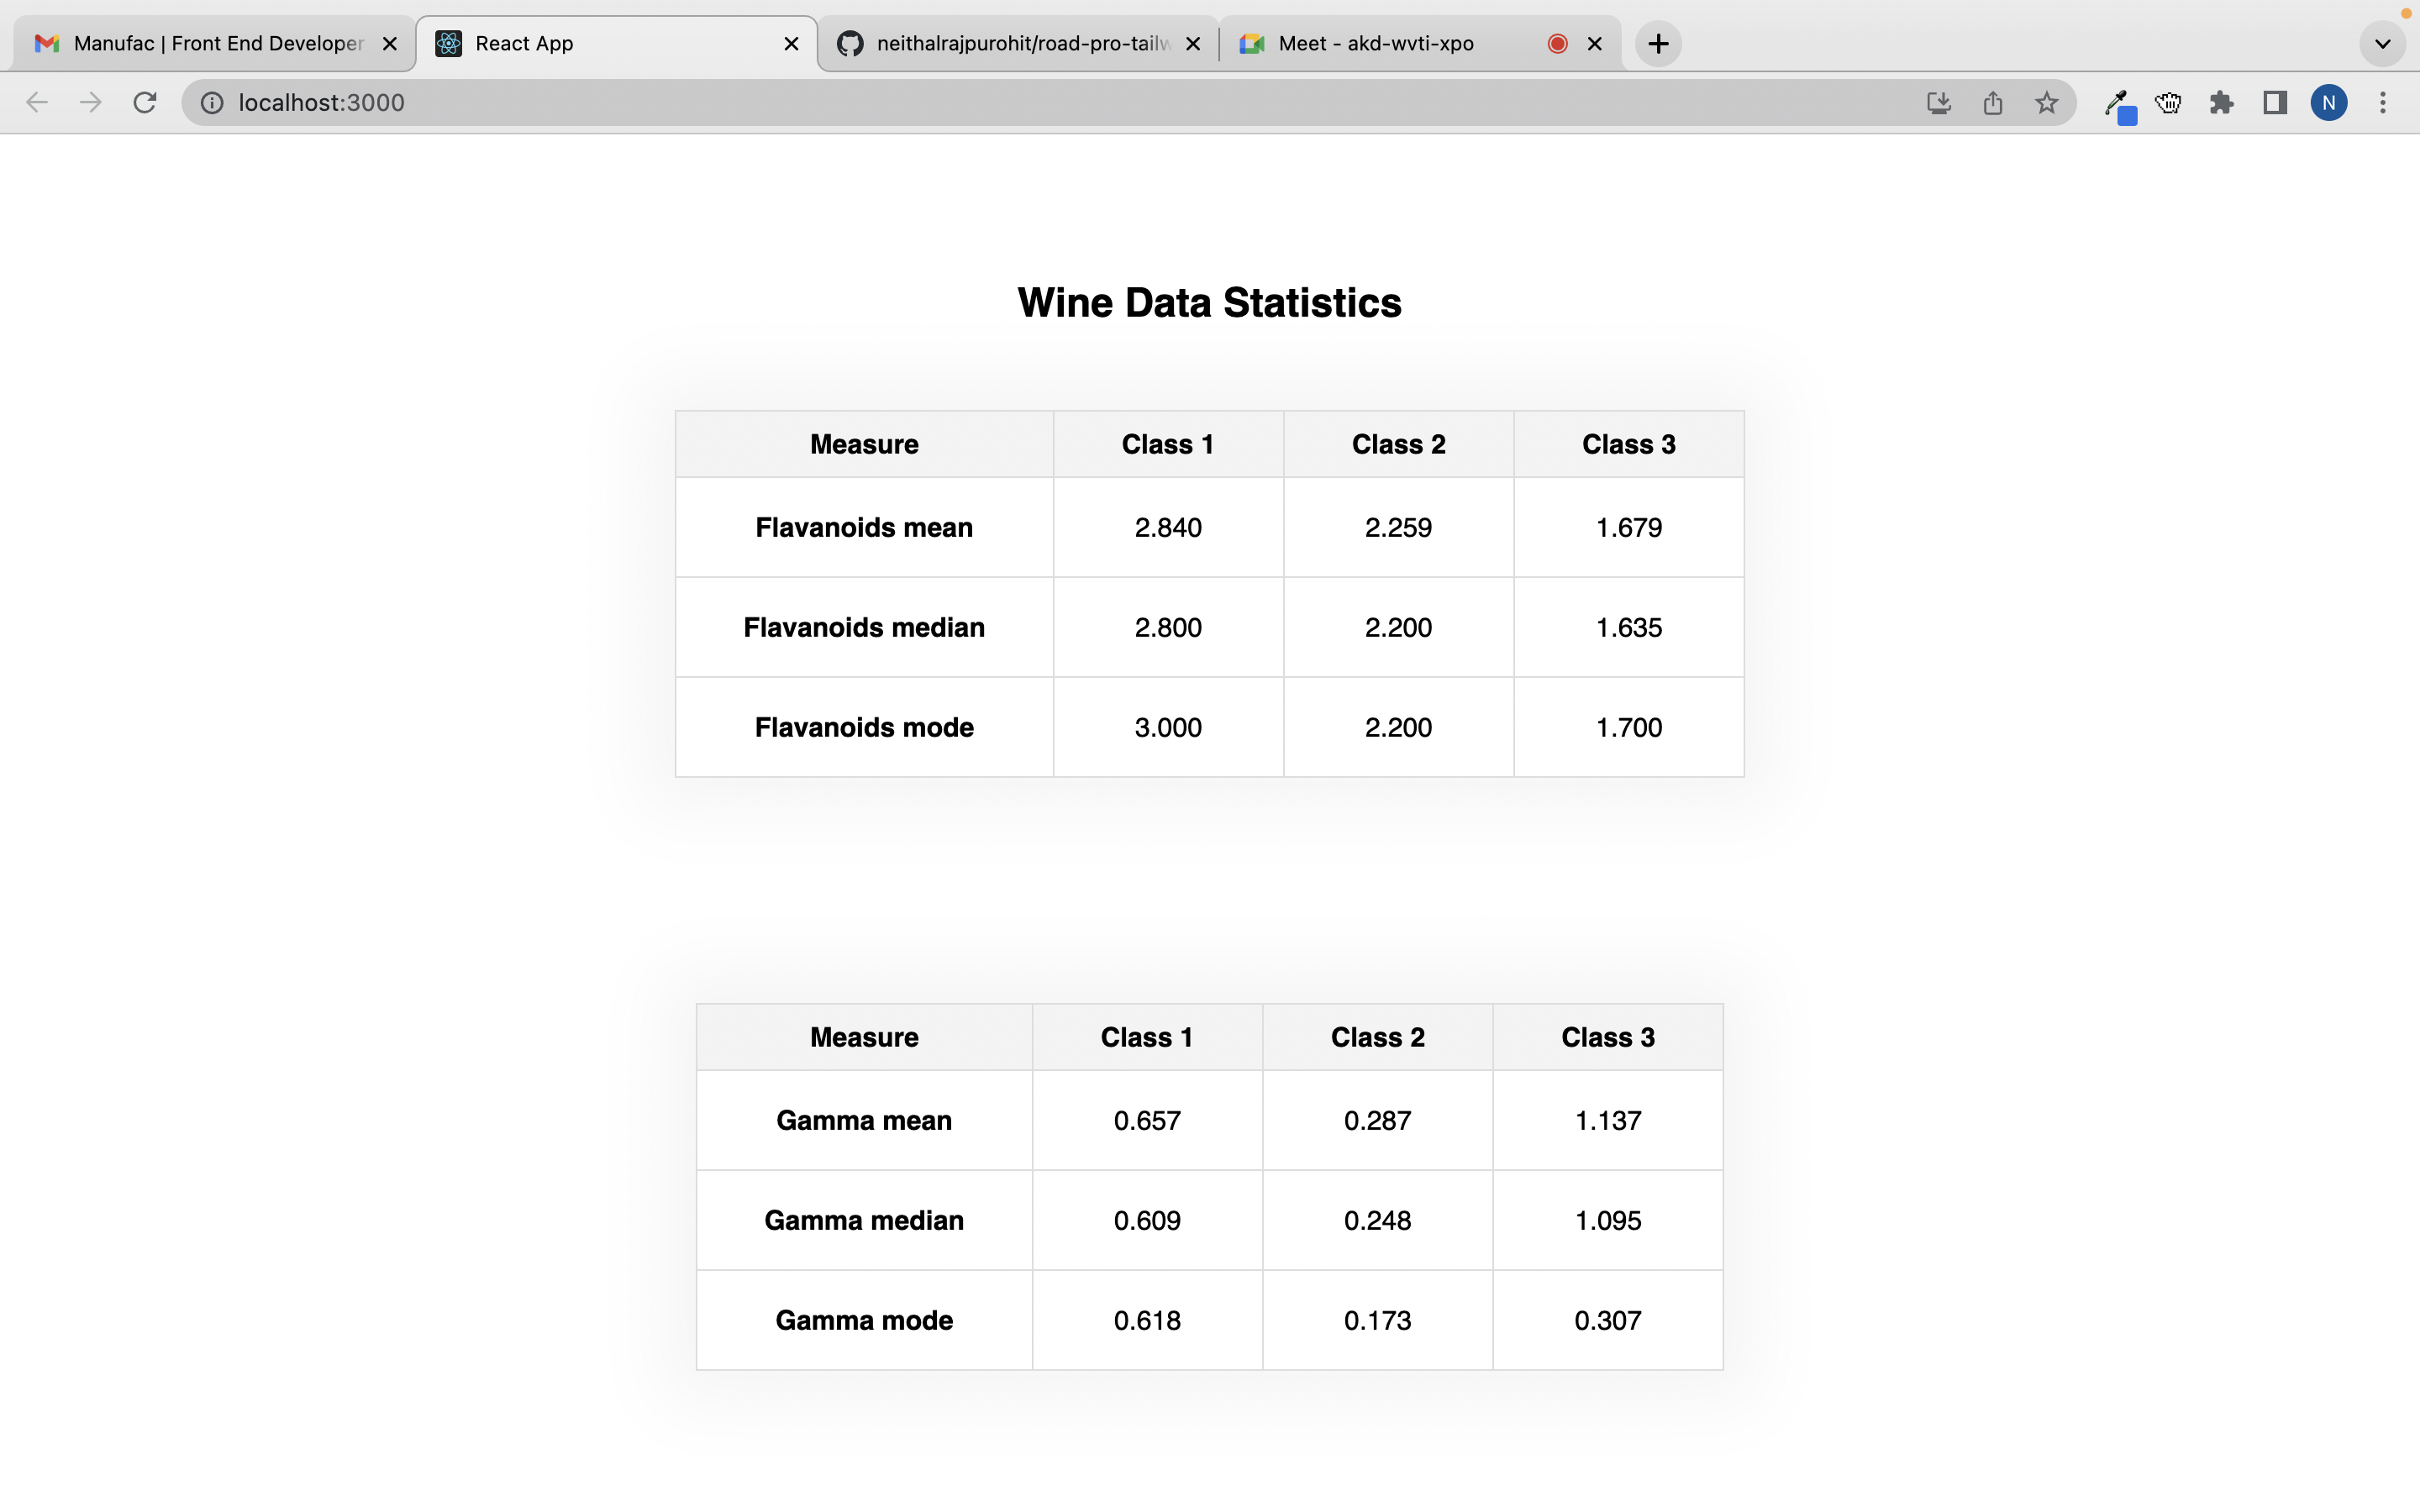 Manufac | Front End Developer
React App
neithalrajpurohit/road-pro-tailw
Meet - akd-wvti-xpo
localhost:3000
N
Wine Data Statistics
Measure Class 1 Class 2 Class 3
Flavanoids mean 2.840 2.259 1.679
Flavanoids median 2.800 2.200 1.635
Flavanoids mode 3.000 2.200 1.700
Measure Class 1 Class 2 Class 3
Gamma mean 0.657 0.287 1.137
Gamma median 0.609 0.248 1.095
Gamma mode 0.618 0.173 0.307